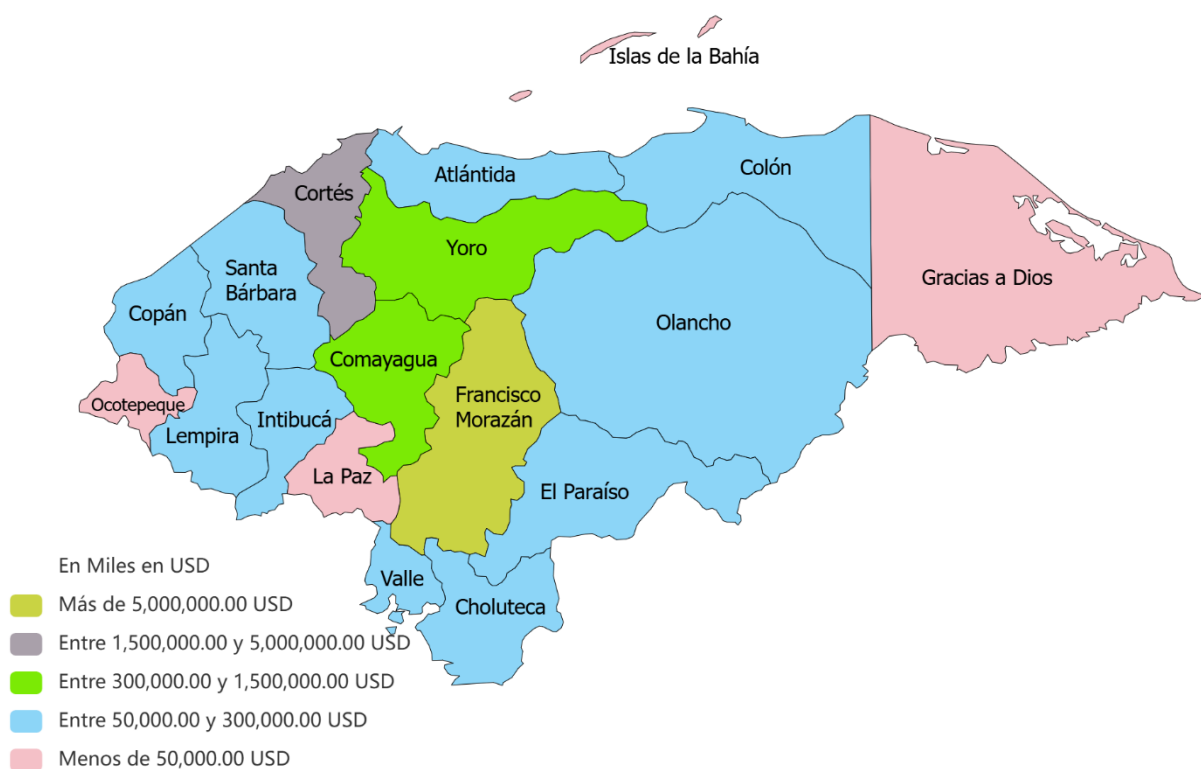 Islas de la Bahía
Atlántida
Colón
Cortés
Yoro
Gracias a Dios
Santa
Bárbara
Copán
Olancho
Comayagua
Francisco
Morazán
Ocotepeque
Intibucá
Lempira
La Paz
El Paraíso
Valle
Choluteca
En Miles en USD
Más de 5,000,000.00 USD
Entre 1,500,000.00 y 5,000,000.00 USD
Entre 300,000.00 y 1,500,000.00 USD
Entre 50,000.00 y 300,000.00 USD
Menos de 50,000.00 USD